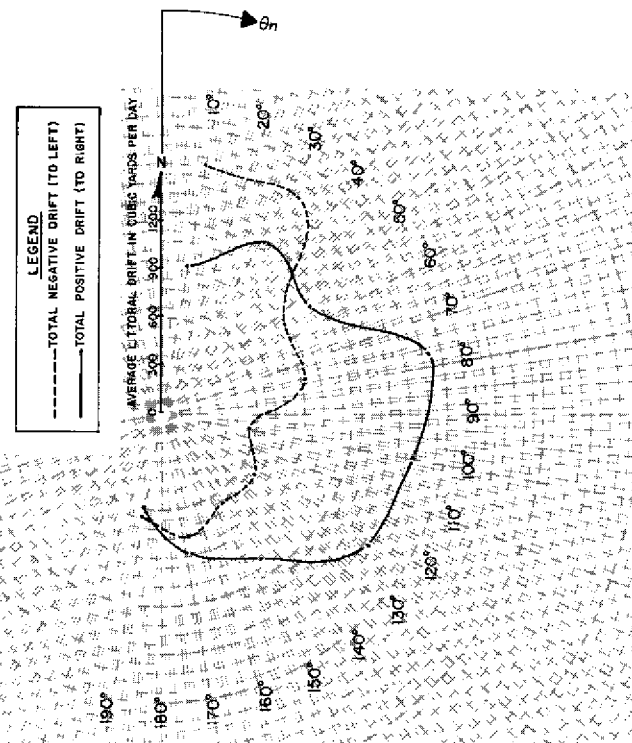 θn
LEGEND
TOTAL NEGATIVE DRIFT (TO LEFT)
TOTAL POSITIVE DRIFT (TO RIGHT)
AVERAGE LITTORAL DRIFT IN CUBIC YARDS PER DAY
0 300 600 900 1200
N
10°
20°
30°
40°
50°
60°
70°
80°
90°
100°
110°
120°
130°
140°
150°
160°
170°
180°
190°